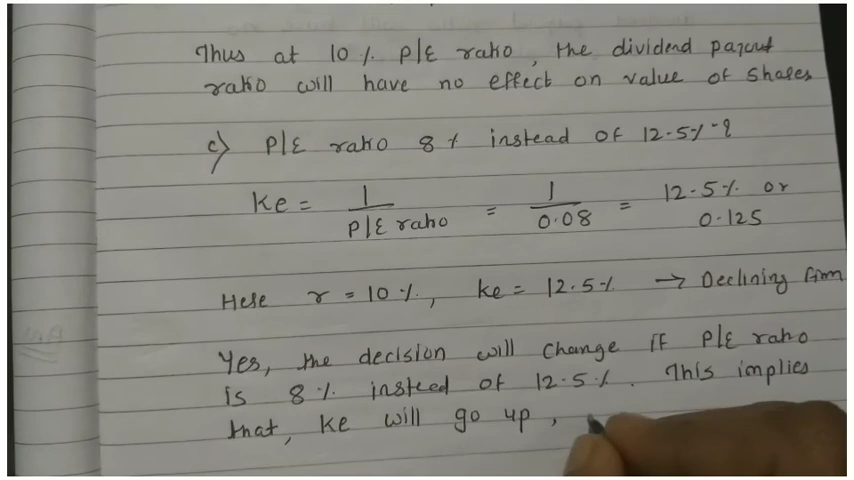 Thus at 10 % P/E ratio, the dividend payout
ratio will have no effect on value of shares
c) P/E ratio 8 % instead of 12.5% - ?
Ke = 1 / P/E ratio = 1 / 0.08 = 12.5% or 0.125
Here r = 10 %, Ke = 12.5% → Declining firm
Yes, the decision will change if P/E ratio
is 8 % instead of 12.5 %. This implies
that, Ke will go up,